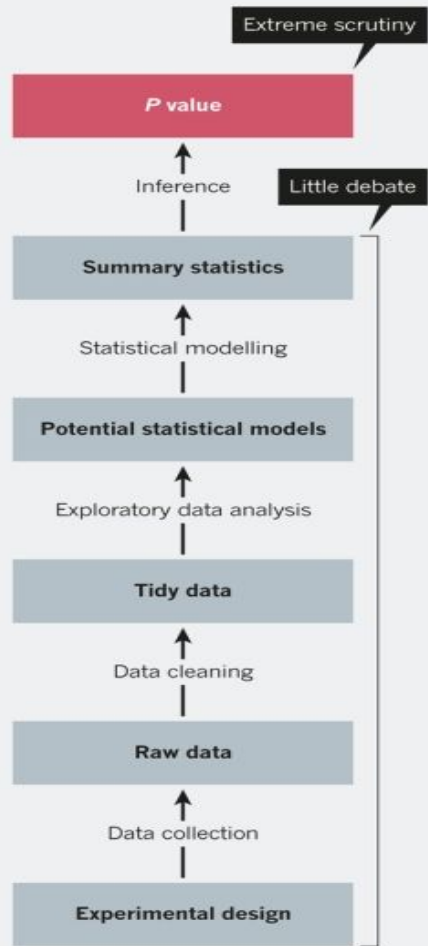 Extreme scrutiny
P value
Inference
Little debate
Summary statistics
Statistical modelling
Potential statistical models
Exploratory data analysis
Tidy data
Data cleaning
Raw data
Data collection
Experimental design